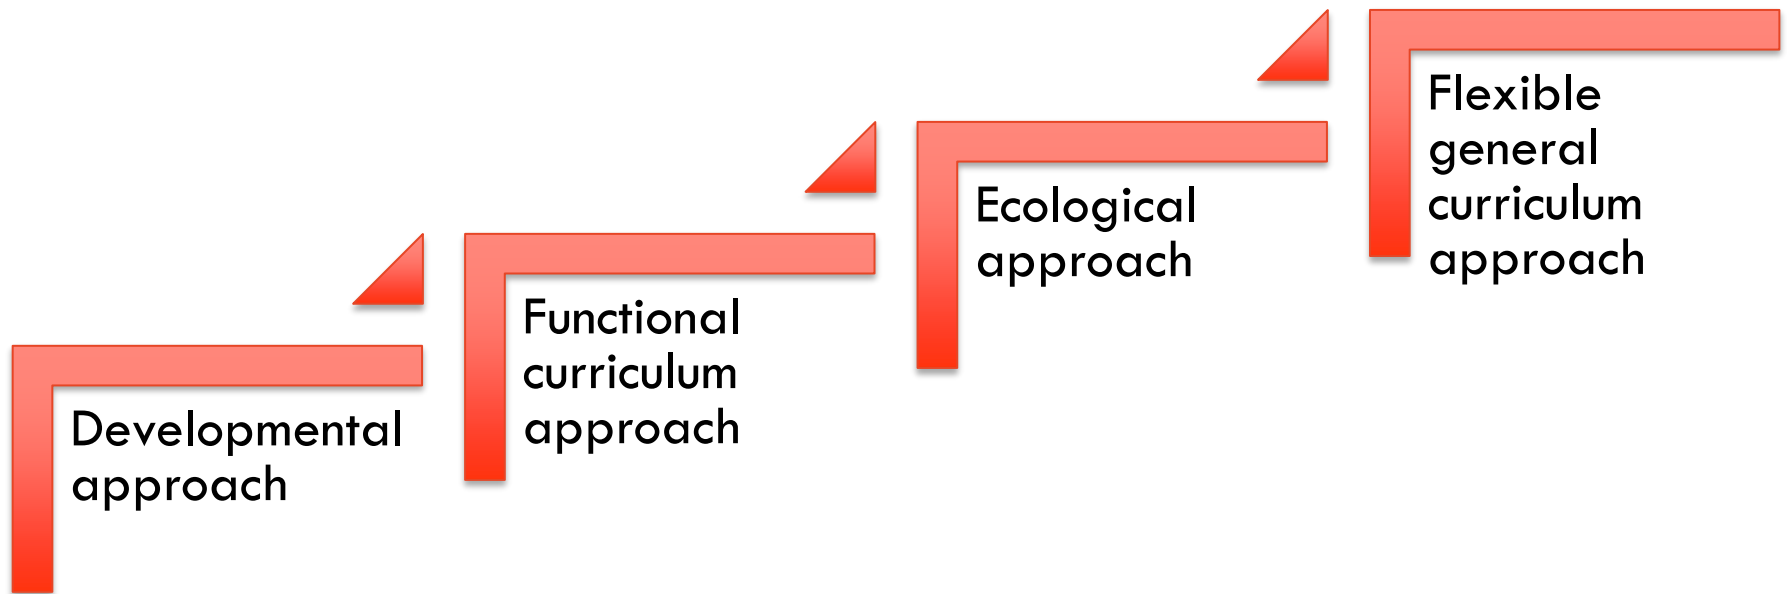 Developmental
approach
Functional
curriculum
approach
Ecological
approach
Flexible
general
curriculum
approach